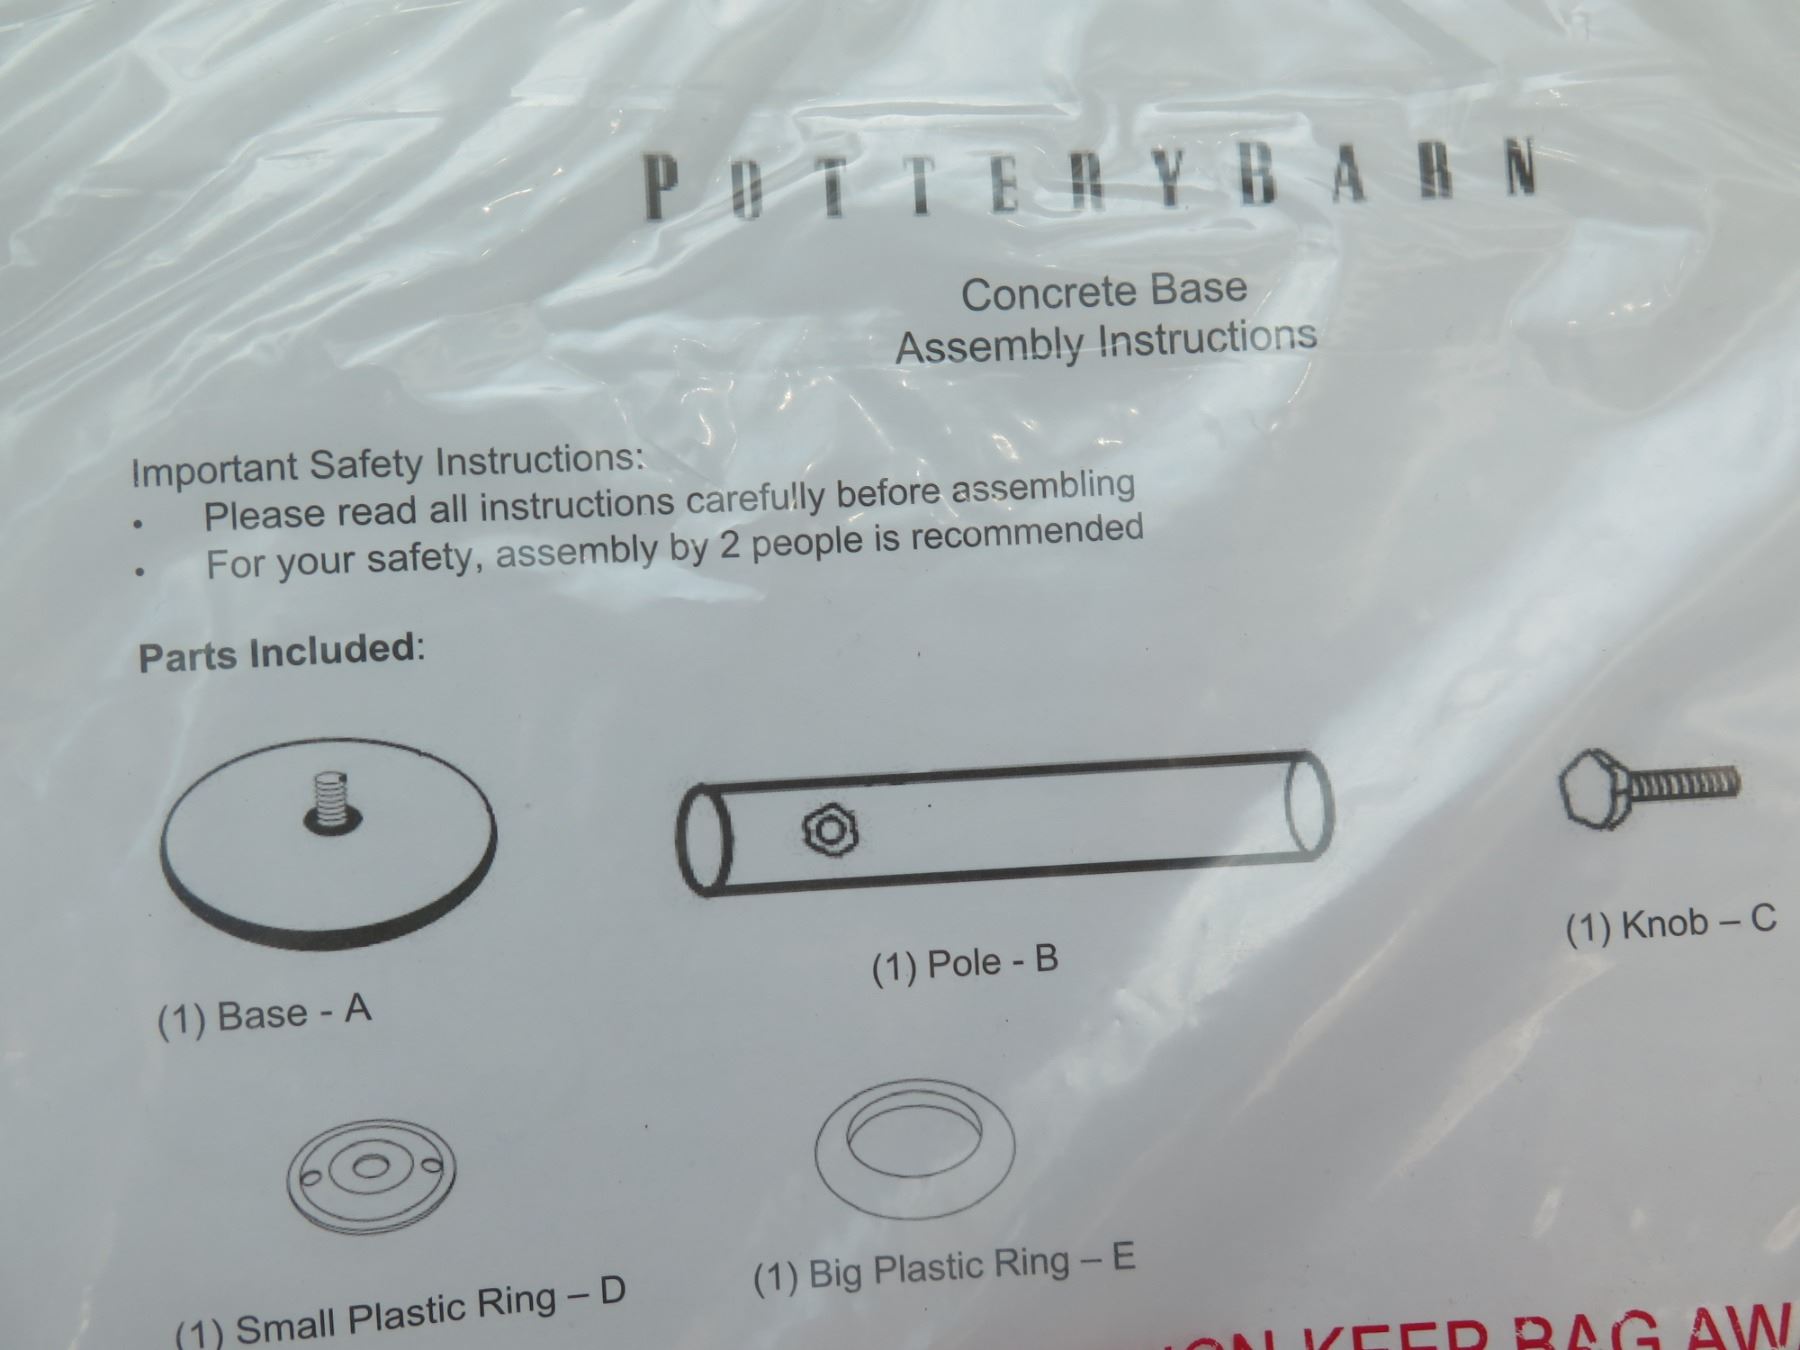 POTTERYBARN
Concrete Base
Assembly Instructions
Important Safety Instructions:
• Please read all instructions carefully before assembling
• For your safety, assembly by 2 people is recommended
Parts Included:
(1) Base - A
(1) Pole - B
(1) Knob – C
(1) Small Plastic Ring – D
(1) Big Plastic Ring – E
KEEP BAG